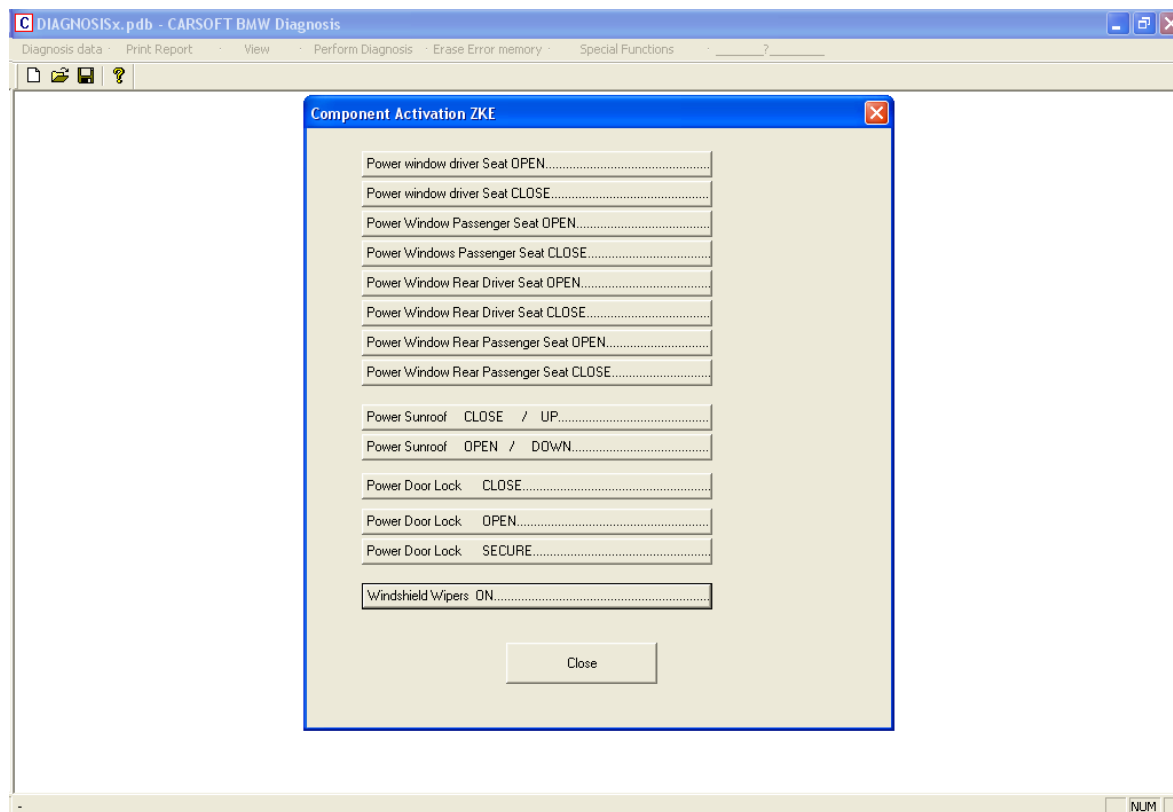 C DIAGNOSISx.pdb - CARSOFT BMW Diagnosis
Diagnosis data · Print Report · View · Perform Diagnosis · Erase Error memory · Special Functions · ______?______
?
Component Activation ZKE
Power window driver Seat OPEN..........................................................
Power window driver Seat CLOSE........................................................
Power Window Passenger Seat OPEN...............................................
Power Windows Passenger Seat CLOSE...........................................
Power Window Rear Driver Seat OPEN.............................................
Power Window Rear Driver Seat CLOSE...........................................
Power Window Rear Passenger Seat OPEN....................................
Power Window Rear Passenger Seat CLOSE...................................
Power Sunroof CLOSE / UP.....................................................
Power Sunroof OPEN / DOWN................................................
Power Door Lock CLOSE..................................................................
Power Door Lock OPEN....................................................................
Power Door Lock SECURE...............................................................
Windshield Wipers ON............................................................................
Close
-
NUM